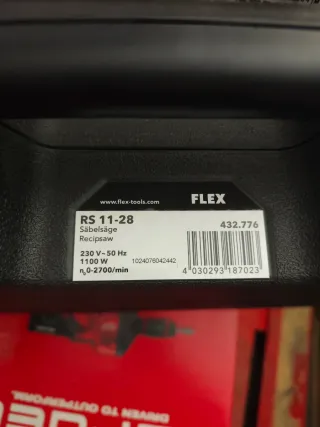 www.flex-tools.com
FLEX
RS 11-28
432.776
Säbelsäge
Recipsaw
230 V~50 Hz
1100 W
1024076042442
n₀0-2700/min
4 030293 187023
DRIVEN TO OUTPERFORM.